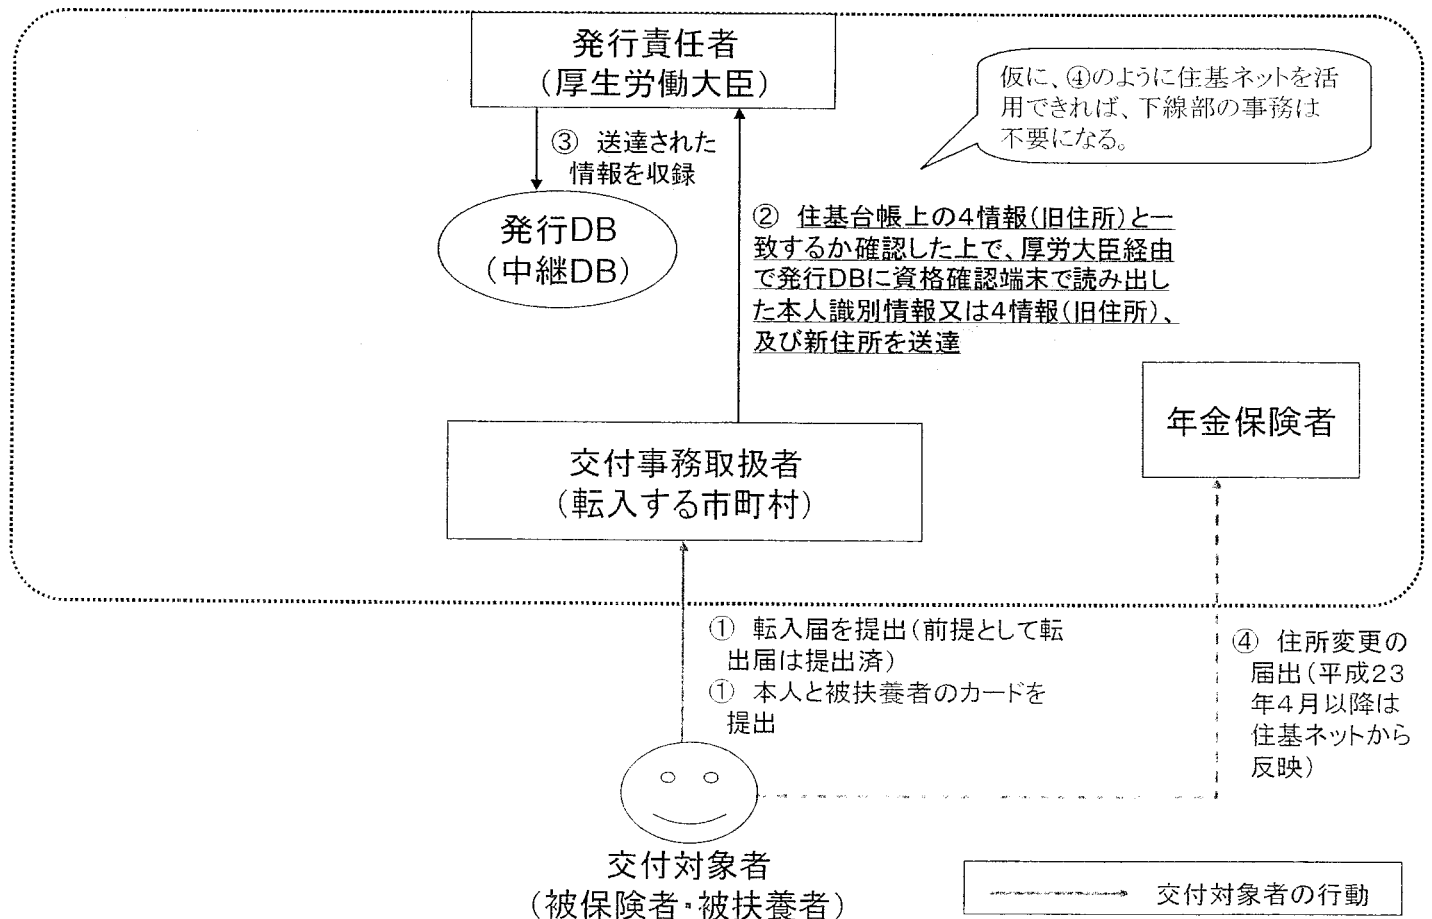 発行責任者
(厚生労働大臣)
仮に、④のように住基ネットを活
用できれば、下線部の事務は
不要になる。
③ 送達された
情報を収録
発行DB
(中継DB)
② 住基台帳上の4情報(旧住所)と一
致するか確認した上で、厚労大臣経由
で発行DBに資格確認端末で読み出し
た本人識別情報又は4情報(旧住所)、
及び新住所を送達
年金保険者
交付事務取扱者
(転入する市町村)
① 転入届を提出(前提として転
出届は提出済)
① 本人と被扶養者のカードを
提出
④ 住所変更の
届出(平成23
年4月以降は
住基ネットから
反映)
交付対象者
(被保険者・被扶養者)
交付対象者の行動